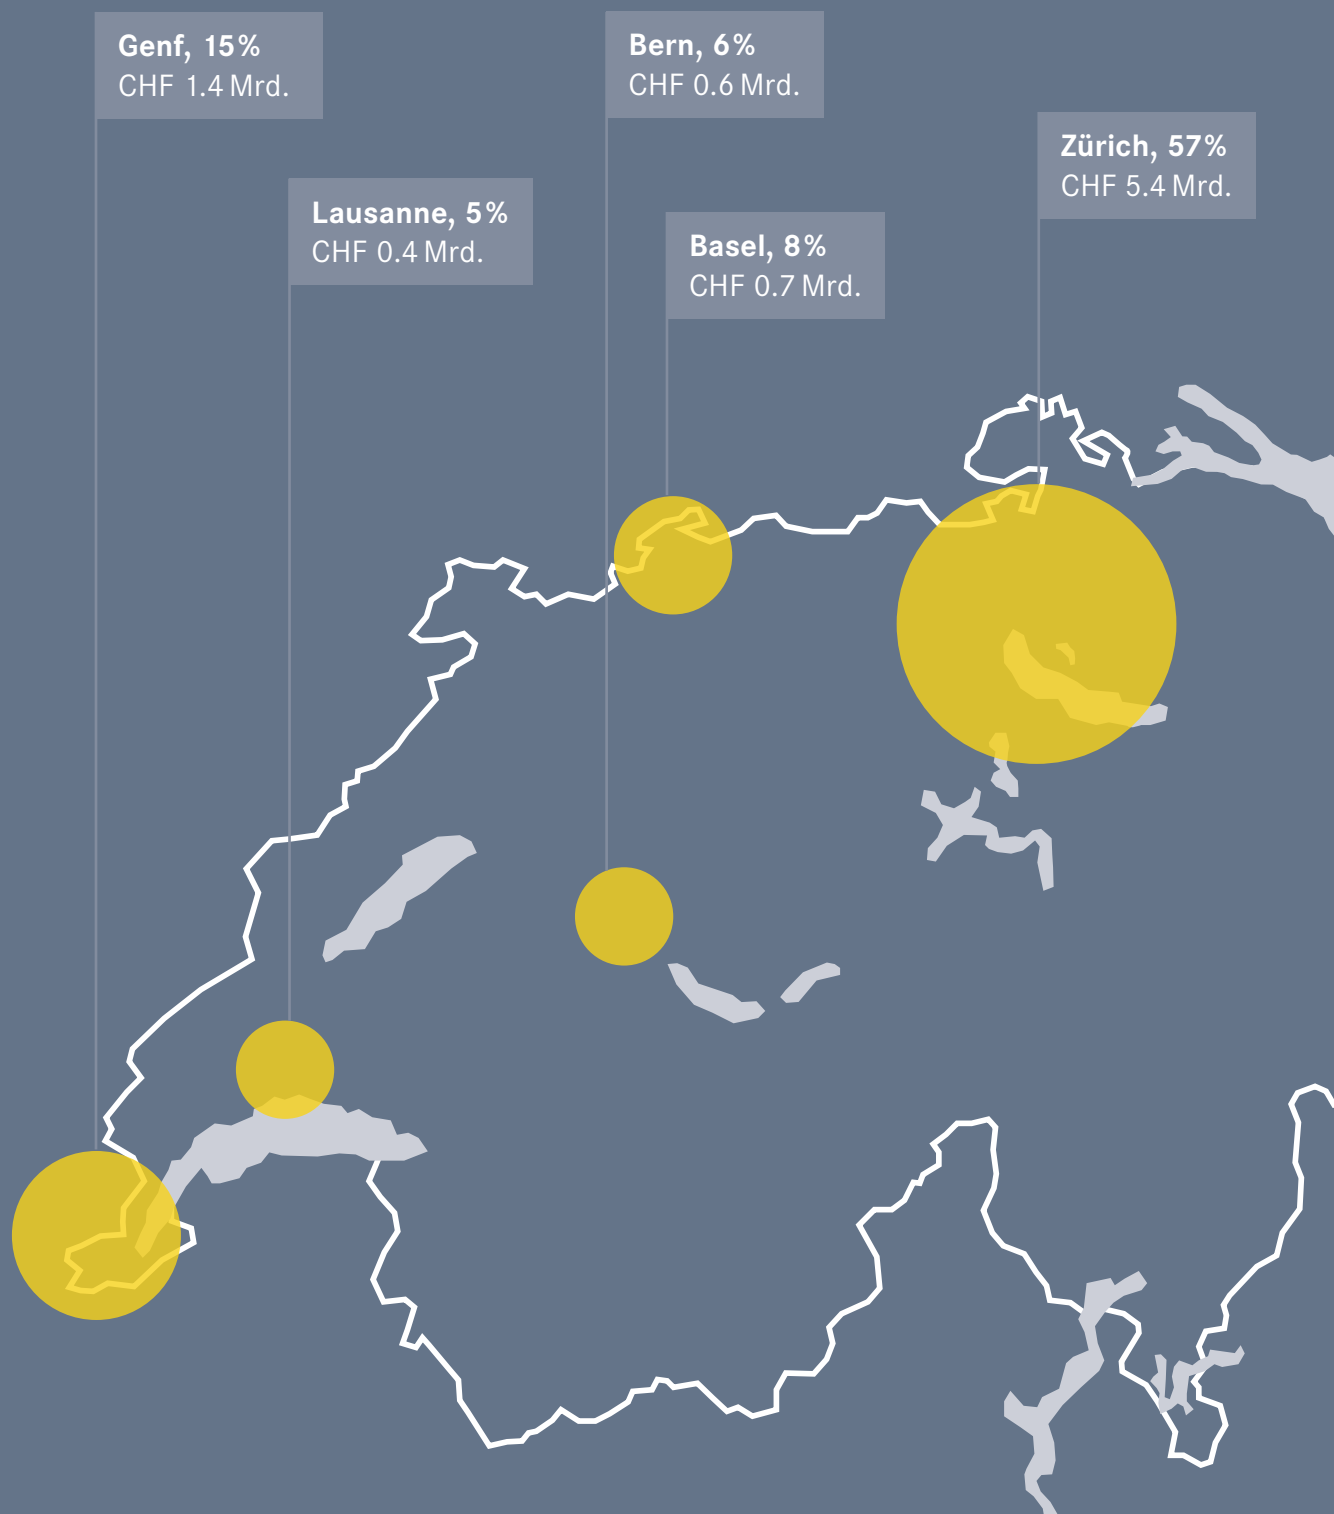 Genf, 15%
CHF 1.4 Mrd.
Bern, 6%
CHF 0.6 Mrd.
Zürich, 57%
CHF 5.4 Mrd.
Lausanne, 5%
CHF 0.4 Mrd.
Basel, 8%
CHF 0.7 Mrd.